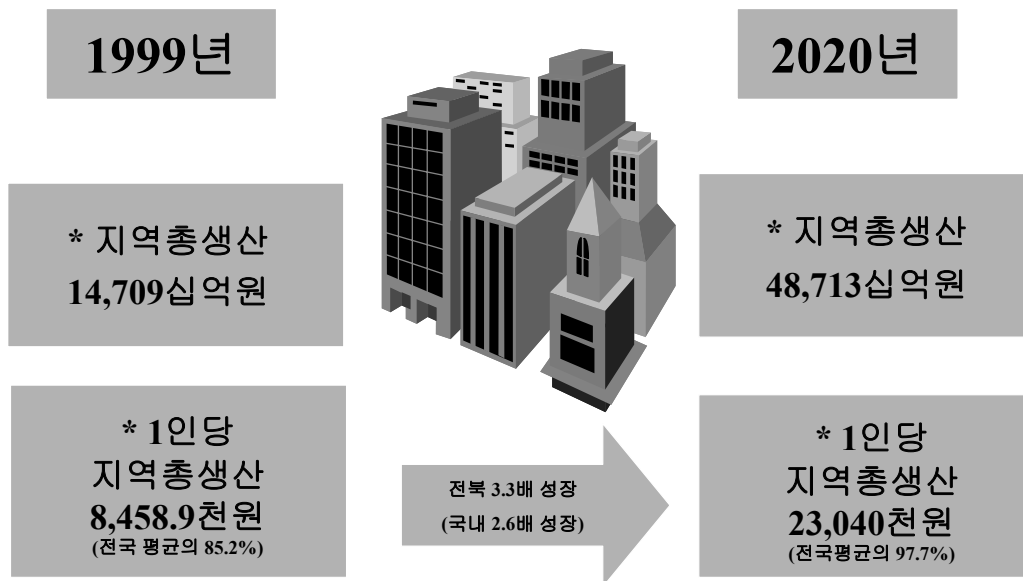 1999년
2020년
* 지역총생산
14,709십억원
* 지역총생산
48,713십억원
* 1인당
지역총생산
8,458.9천원
(전국 평균의 85.2%)
전북 3.3배 성장
(국내 2.6배 성장)
* 1인당
지역총생산
23,040천원
(전국평균의 97.7%)